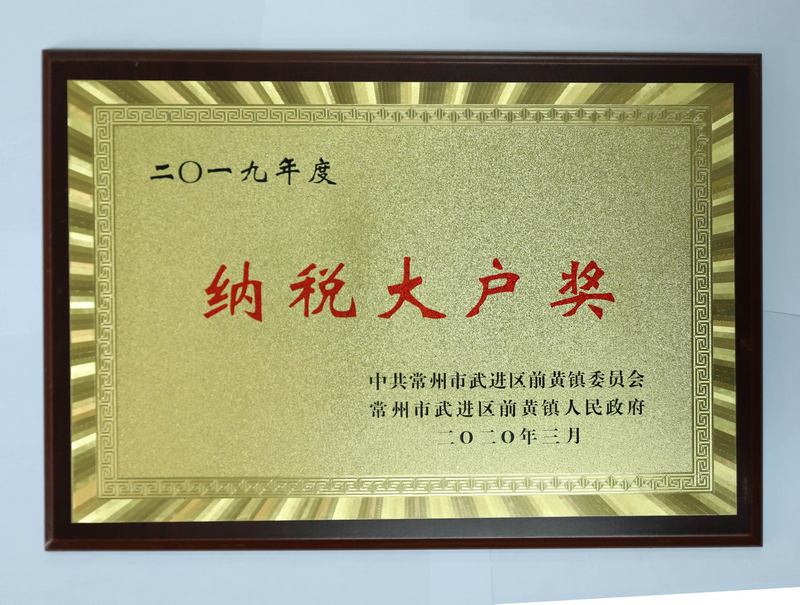 二〇一九年度
纳税大户奖
中共常州市武进区前黄镇委员会
常州市武进区前黄镇人民政府
二〇二〇年三月